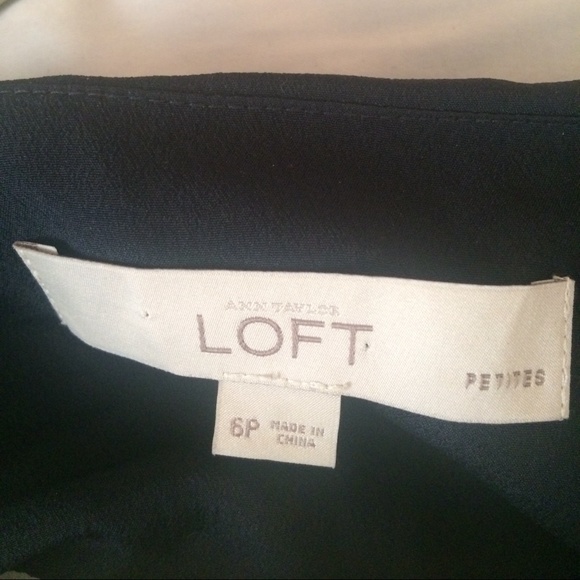 ANN TAYLOR
LOFT
PETITES
6P MADE IN
CHINA